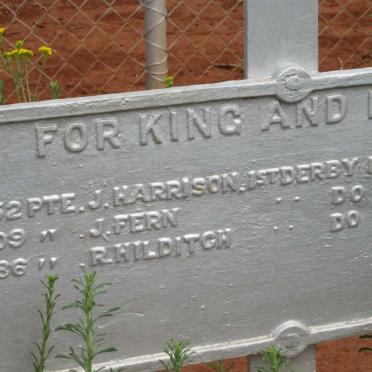 FOR KING AND
52 PTE. J. HARRISON. 1ST DERBY
09 " J. FERN . . DO
86 " R. HILDITCH . . DO